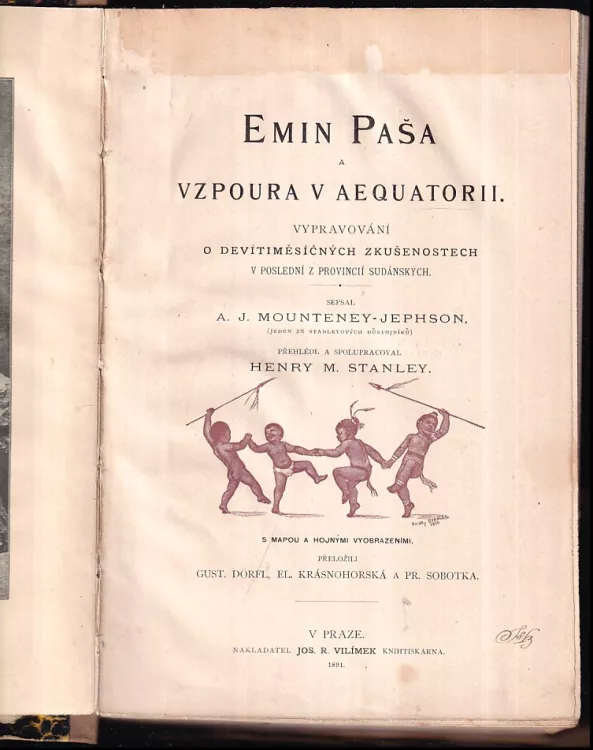 EMIN PAŠA
A
VZPOURA V AEQUATORII.
VYPRAVOVÁNÍ
O DEVÍTIMĚSÍČNÝCH ZKUŠENOSTECH
V POSLEDNÍ Z PROVINCIÍ SUDÁNSKÝCH.
SEPSAL
A. J. MOUNTENEY-JEPHSON,
(JEDEN ZE STANLEYOVÝCH DŮSTOJNÍKŮ)
PŘEHLÉDL A SPOLUPRACOVAL
HENRY M. STANLEY.
S MAPOU A HOJNÝMI VYOBRAZENÍMI.
PŘELOŽILI
GUST. DÖRFL, EL. KRÁSNOHORSKÁ A PR. SOBOTKA.
V PRAZE.
NAKLADATEL JOS. R. VILÍMEK KNIHTISKÁRNA.
1891.